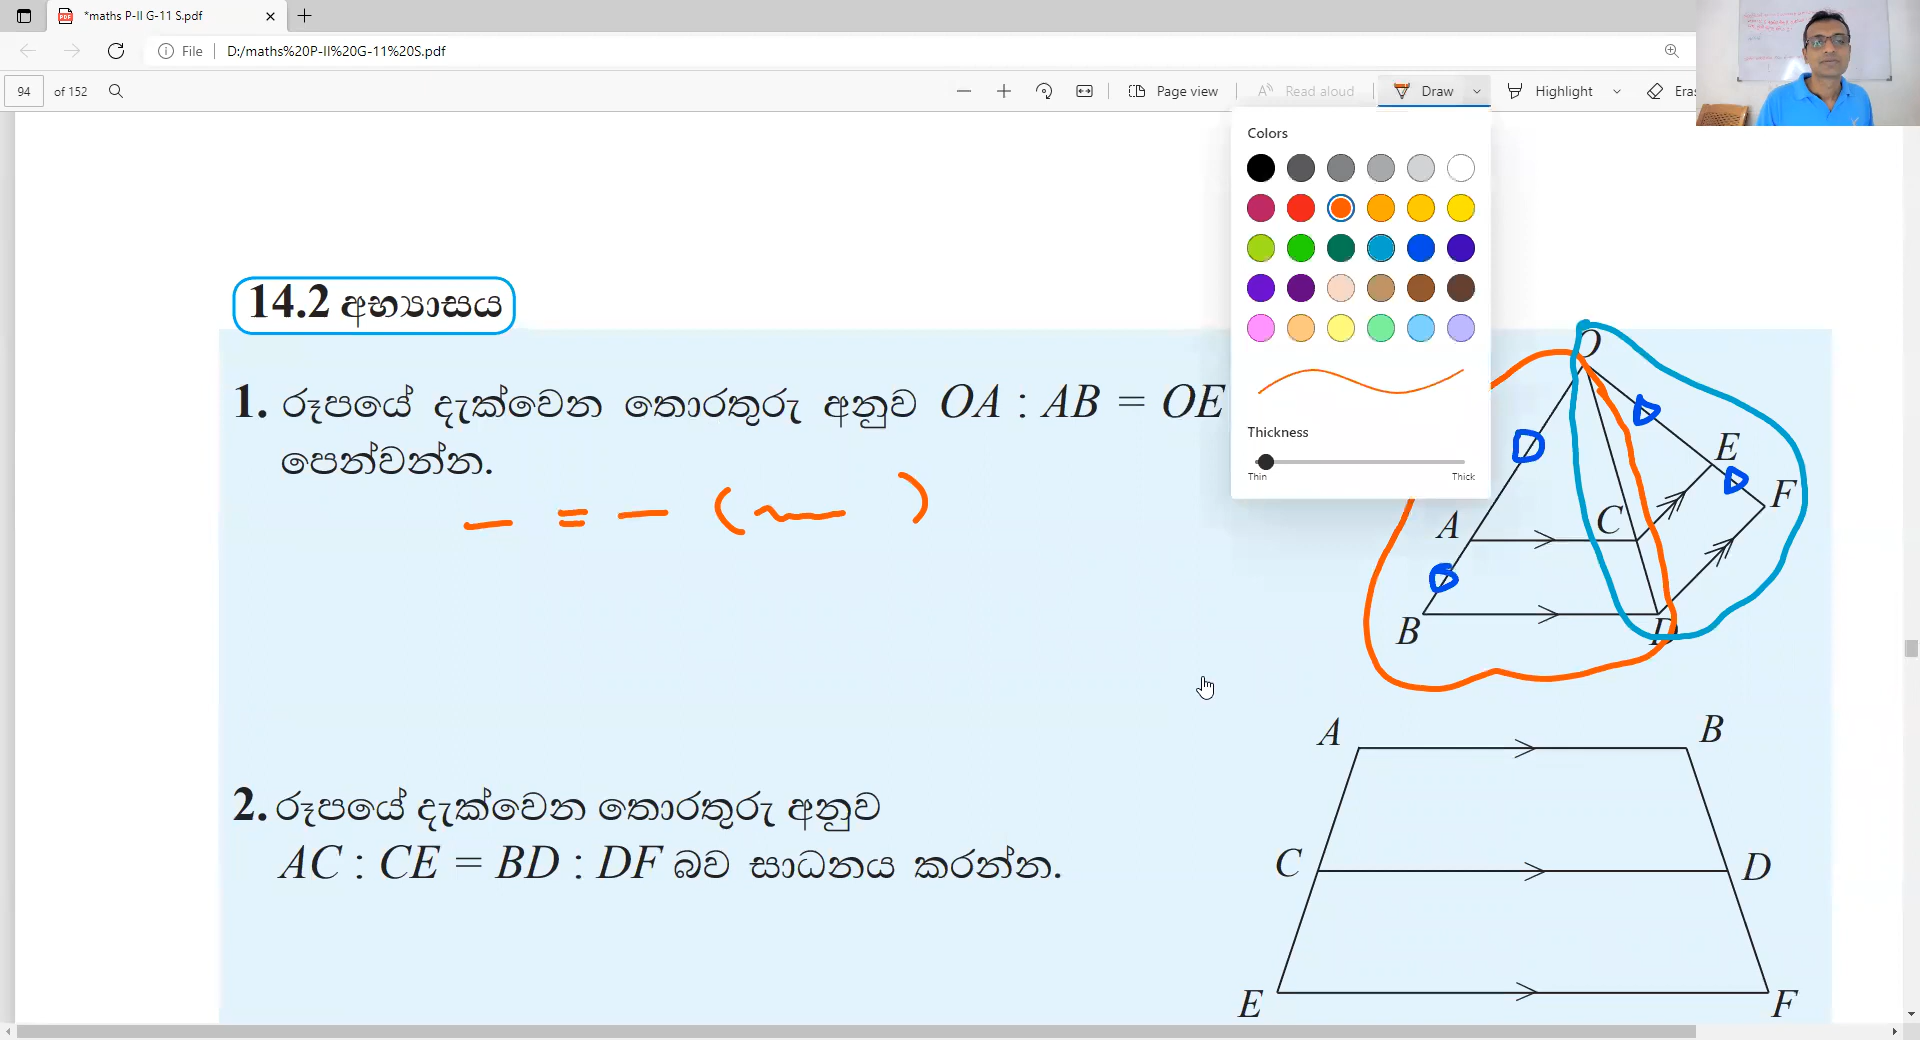 *maths P-II G-11 S.pdf
File D:/maths%20P-II%20G-11%20S.pdf
94 of 152 Page view Read aloud Draw Highlight Eras
Colors
Thickness
Thin Thick
14.2 අභ්‍යාසය
1. රූපයේ දැක්වෙන තොරතුරු අනුව OA : AB = OE
පෙන්වන්න.
O
E
F
A
C
B
D
2. රූපයේ දැක්වෙන තොරතුරු අනුව
AC : CE = BD : DF බව සාධනය කරන්න.
A B
C D
E F